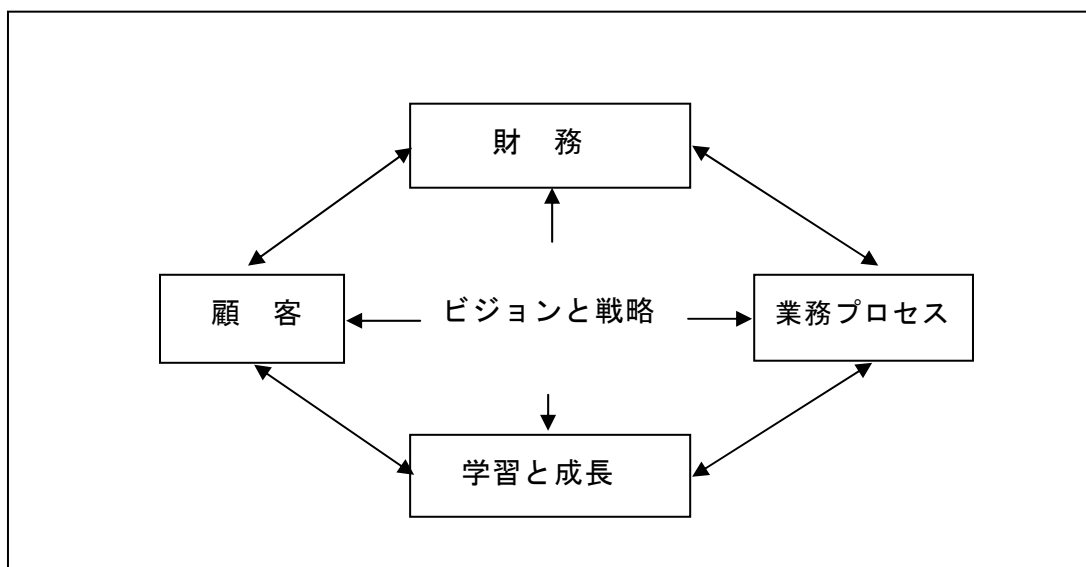 財　務
顧　客
ビジョンと戦略
業務プロセス
学習と成長